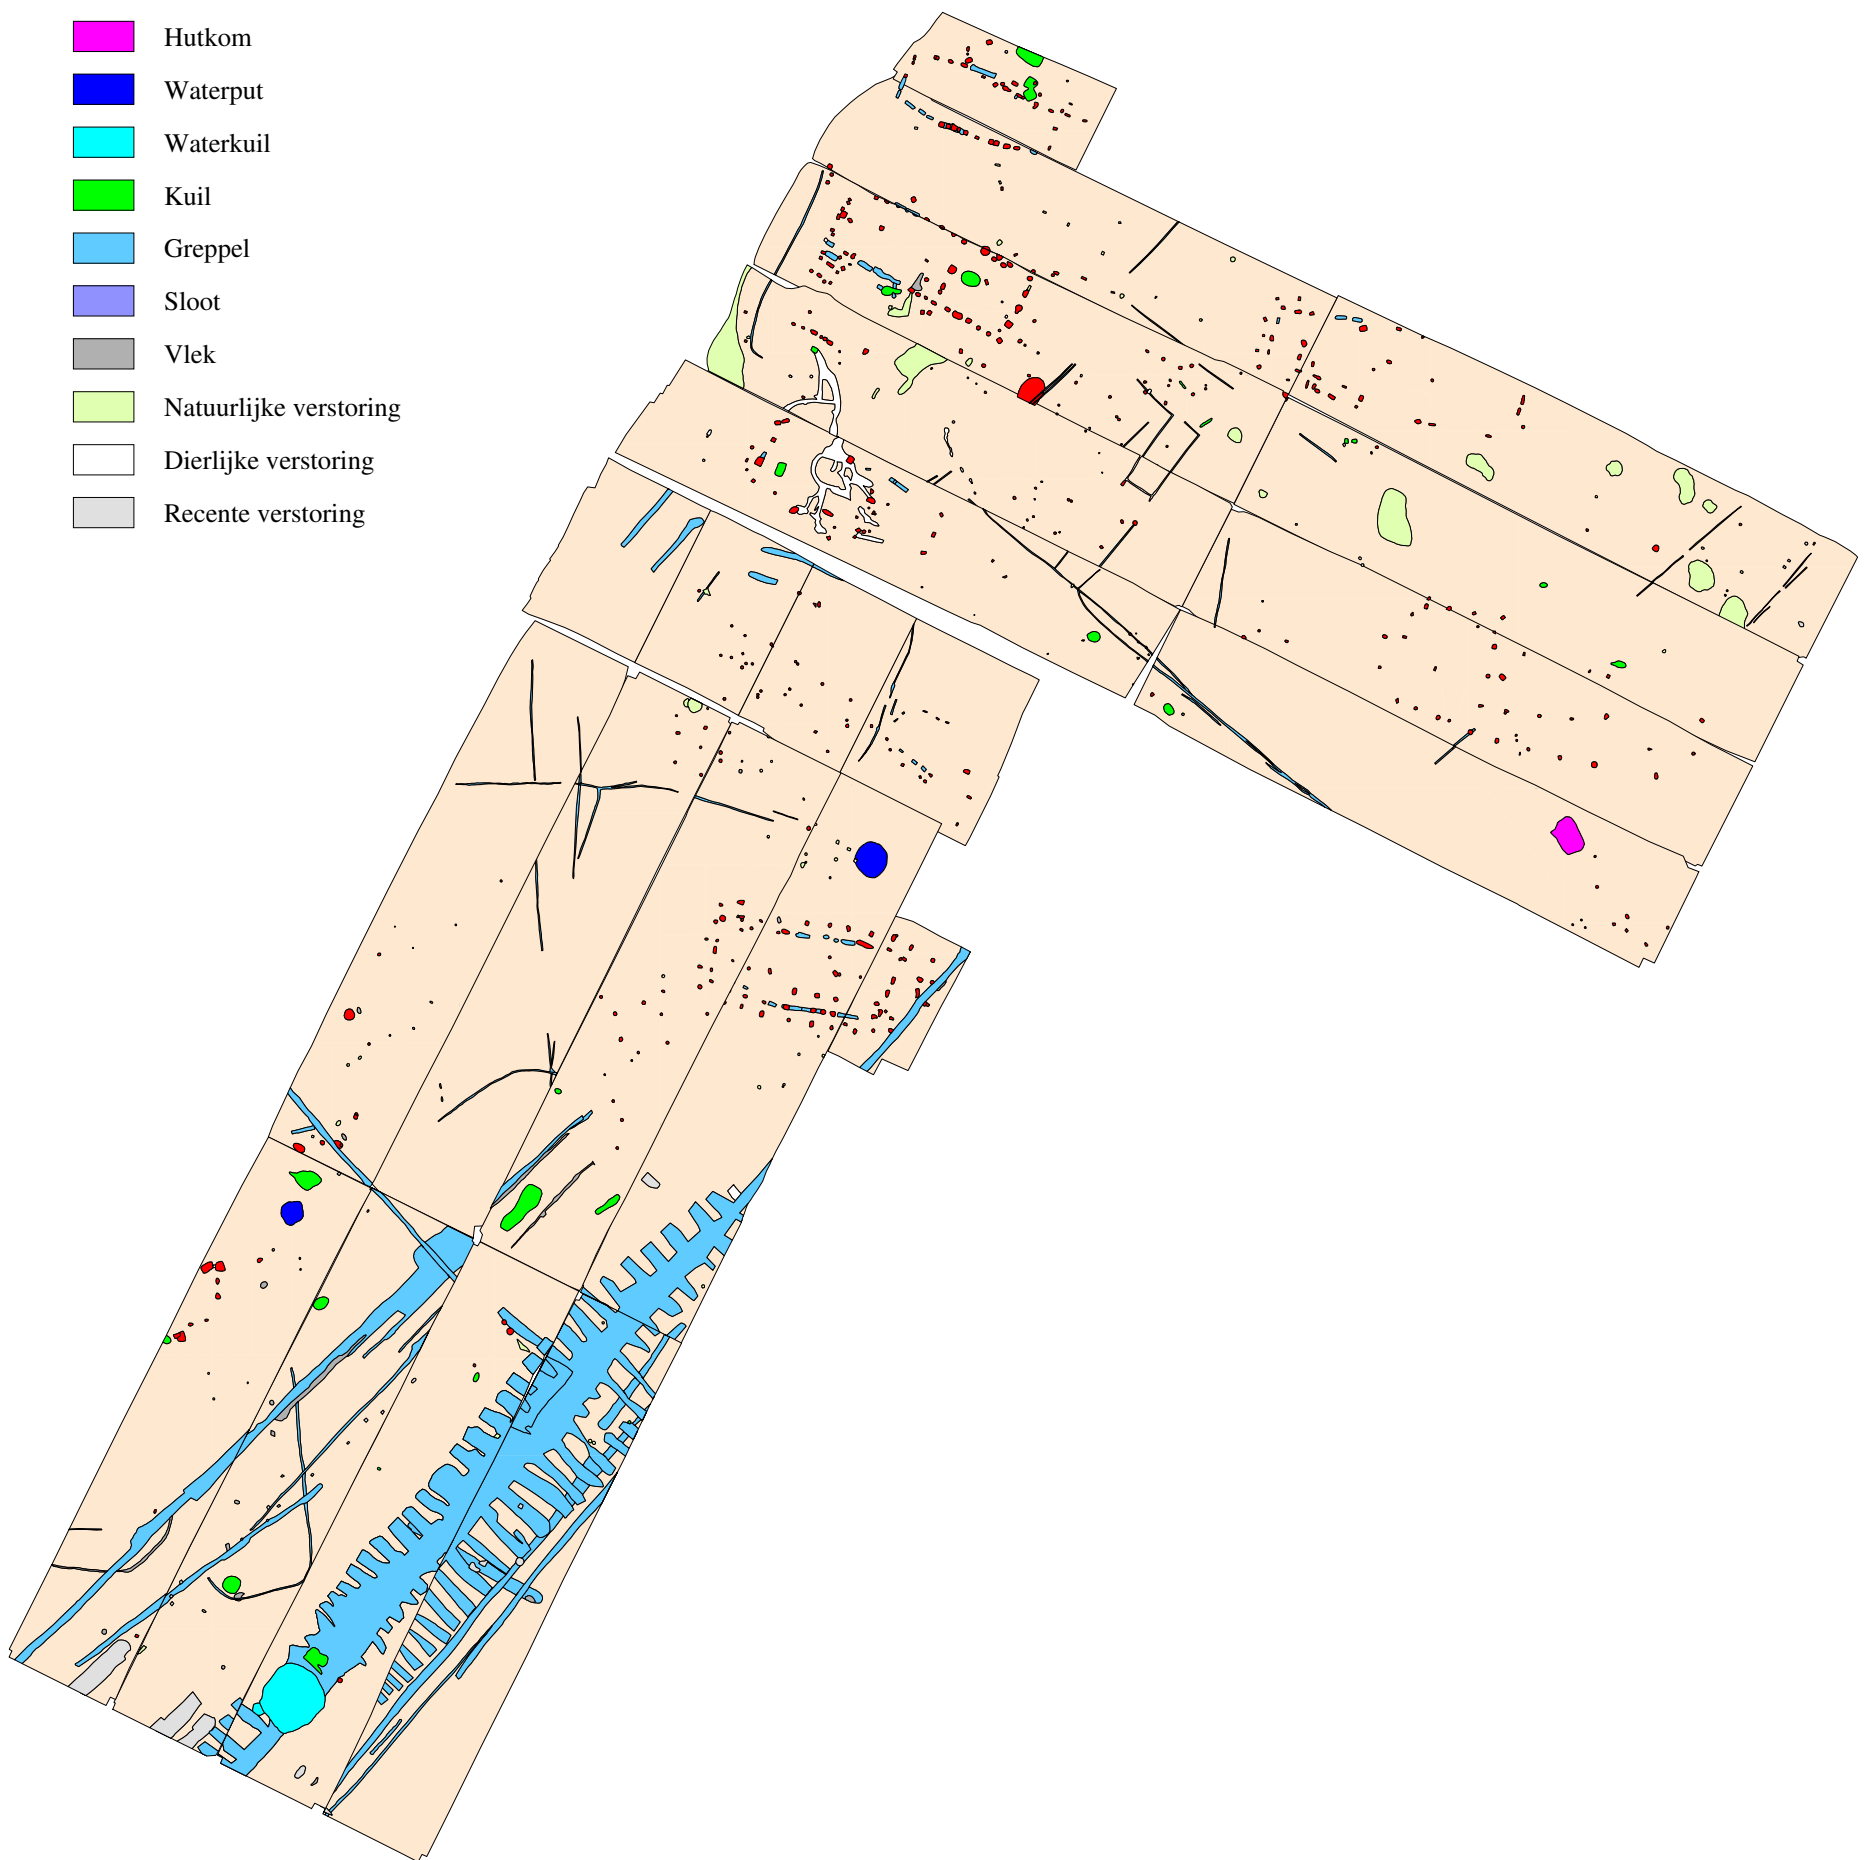 Hutkom
Waterput
Waterkuil
Kuil
Greppel
Sloot
Vlek
Natuurlijke verstoring
Dierlijke verstoring
Recente verstoring